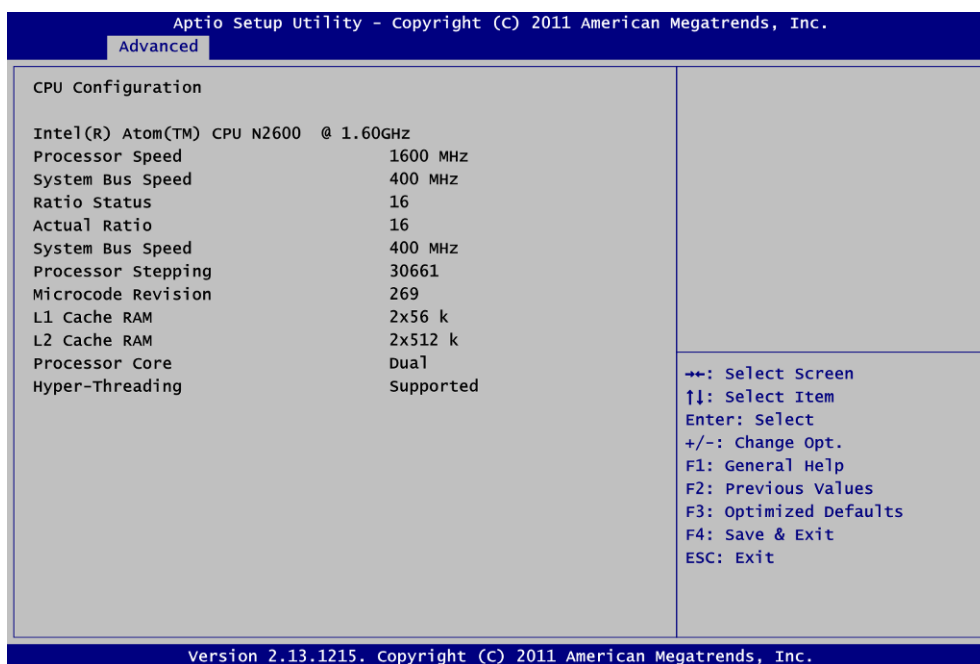 Aptio Setup Utility – Copyright (C) 2011 American Megatrends, Inc.
Advanced
CPU Configuration
Intel(R) Atom(TM) CPU N2600 @ 1.60GHz
Processor Speed 1600 MHz
System Bus Speed 400 MHz
Ratio Status 16
Actual Ratio 16
System Bus Speed 400 MHz
Processor Stepping 30661
Microcode Revision 269
L1 Cache RAM 2x56 k
L2 Cache RAM 2x512 k
Processor Core Dual
Hyper-Threading Supported
→←: Select Screen
↑↓: Select Item
Enter: Select
+/-: Change Opt.
F1: General Help
F2: Previous Values
F3: Optimized Defaults
F4: Save & Exit
ESC: Exit
Version 2.13.1215. Copyright (C) 2011 American Megatrends, Inc.